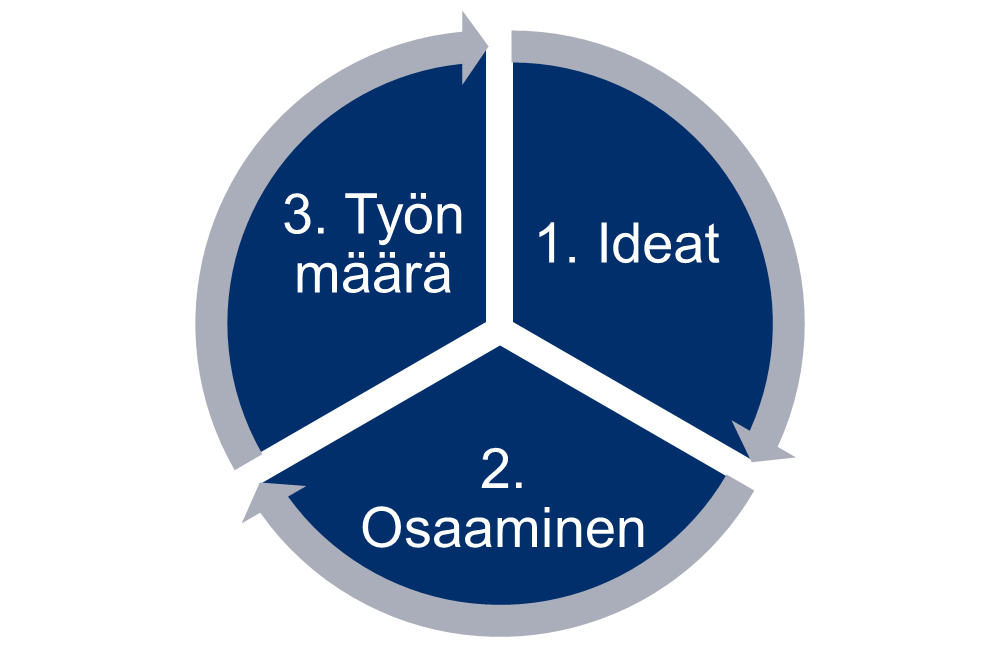 1. Ideat
2.
Osaaminen
3. Työn
määrä